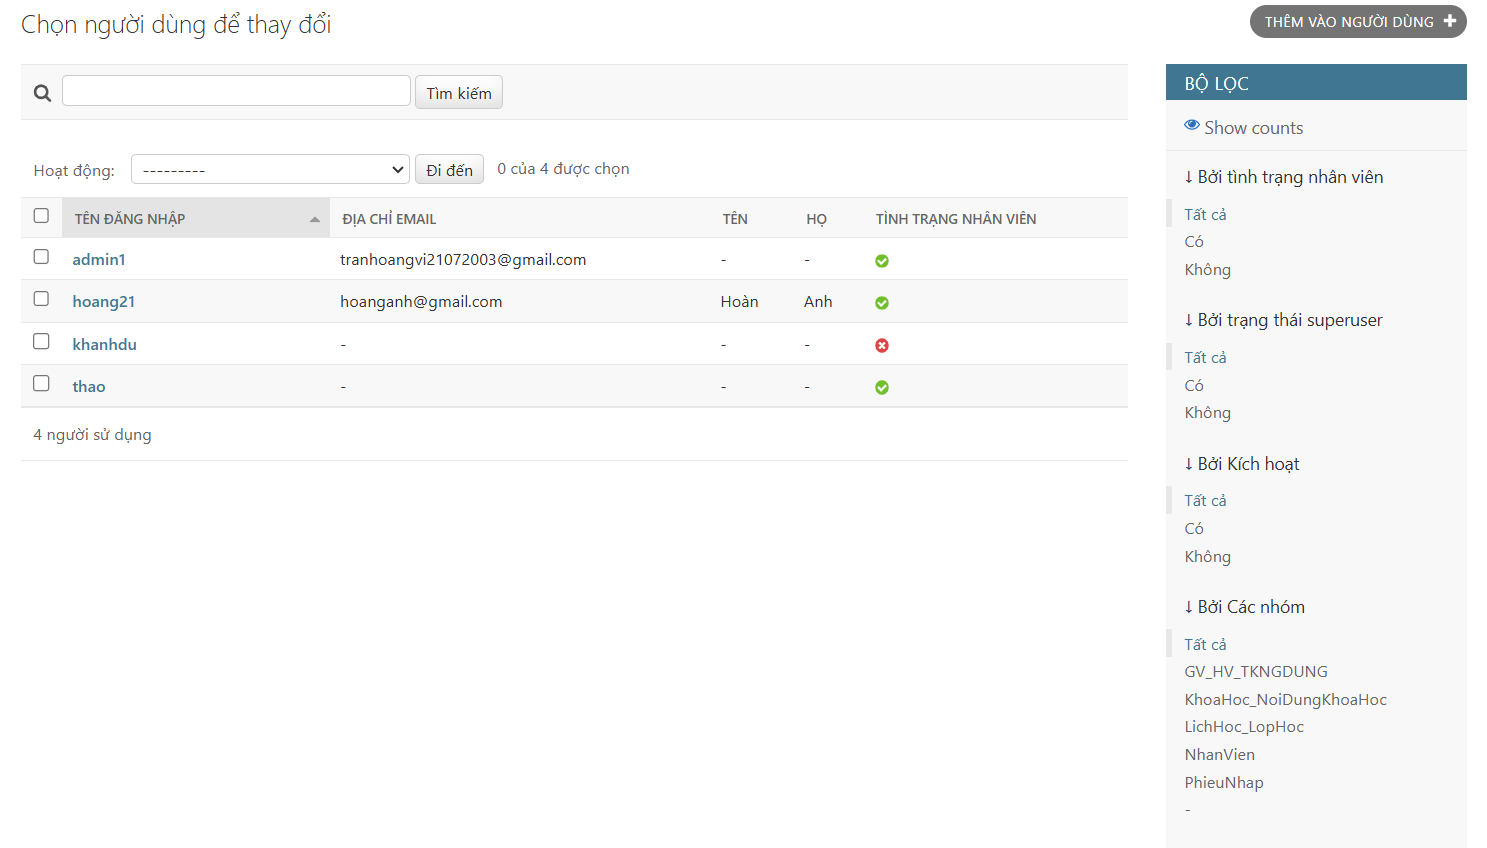 Chọn người dùng để thay đổi
THÊM VÀO NGƯỜI DÙNG
Tìm kiếm
Hoạt động: --------- Đi đến 0 của 4 được chọn
TÊN ĐĂNG NHẬP ĐỊA CHỈ EMAIL TÊN HỌ TÌNH TRẠNG NHÂN VIÊN
admin1 tranhoangvi21072003@gmail.com - -
hoang21 hoanganh@gmail.com Hoàn Anh
khanhdu - - -
thao - - -
4 người sử dụng
BỘ LỌC
Show counts
↓ Bởi tình trạng nhân viên
Tất cả
Có
Không
↓ Bởi trạng thái superuser
Tất cả
Có
Không
↓ Bởi Kích hoạt
Tất cả
Có
Không
↓ Bởi Các nhóm
Tất cả
GV_HV_TKNGDUNG
KhoaHoc_NoiDungKhoaHoc
LichHoc_LopHoc
NhanVien
PhieuNhap
-